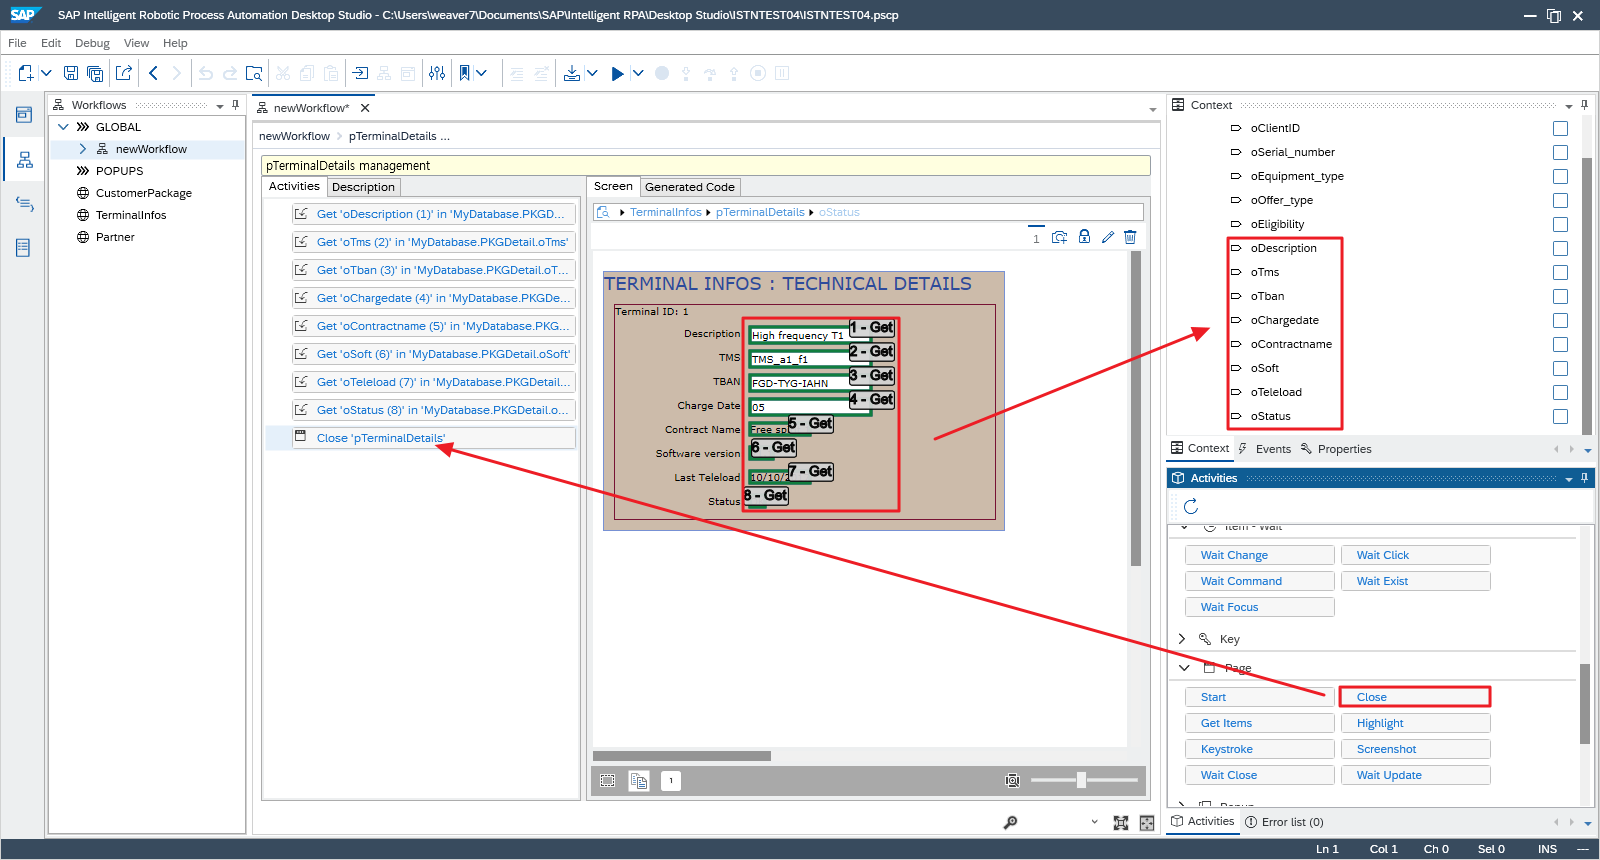 SAP SAP Intelligent Robotic Process Automation Desktop Studio - C:\Users\weaver7\Documents\SAP\Intelligent RPA\Desktop Studio\ISTNTEST04\ISTNTEST04.pscp
File Edit Debug View Help
Workflows
GLOBAL
newWorkflow
POPUPS
CustomerPackage
TerminalInfos
Partner
newWorkflow*
newWorkflow > pTerminalDetails ...
pTerminalDetails management
Activities Description
Get 'oDescription (1)' in 'MyDatabase.PKGD...
Get 'oTms (2)' in 'MyDatabase.PKGDetail.oTms'
Get 'oTban (3)' in 'MyDatabase.PKGDetail.oT...
Get 'oChargedate (4)' in 'MyDatabase.PKGDe...
Get 'oContractname (5)' in 'MyDatabase.PKG...
Get 'oSoft (6)' in 'MyDatabase.PKGDetail.oSoft'
Get 'oTeleload (7)' in 'MyDatabase.PKGDetail...
Get 'oStatus (8)' in 'MyDatabase.PKGDetail.o...
Close 'pTerminalDetails'
Screen Generated Code
TerminalInfos pTerminalDetails oStatus
1
TERMINAL INFOS : TECHNICAL DETAILS
Terminal ID: 1
Description High frequency T1 1 - Get
TMS TMS_a1_f1 2 - Get
TBAN FGD-TYG-IAHN 3 - Get
Charge Date 05 4 - Get
Contract Name Free sp 5 - Get
Software version 6 - Get
Last Teleload 10/10/2 7 - Get
Status 8 - Get
1
Context
oClientID
oSerial_number
oEquipment_type
oOffer_type
oEligibility
oDescription
oTms
oTban
oChargedate
oContractname
oSoft
oTeleload
oStatus
Context Events Properties
Activities
Item - Wait
Wait Change Wait Click
Wait Command Wait Exist
Wait Focus
Key
Page
Start Close
Get Items Highlight
Keystroke Screenshot
Wait Close Wait Update
Popup
Activities Error list (0)
Ln 1 Col 1 Ch 0 Sel 0 INS ---